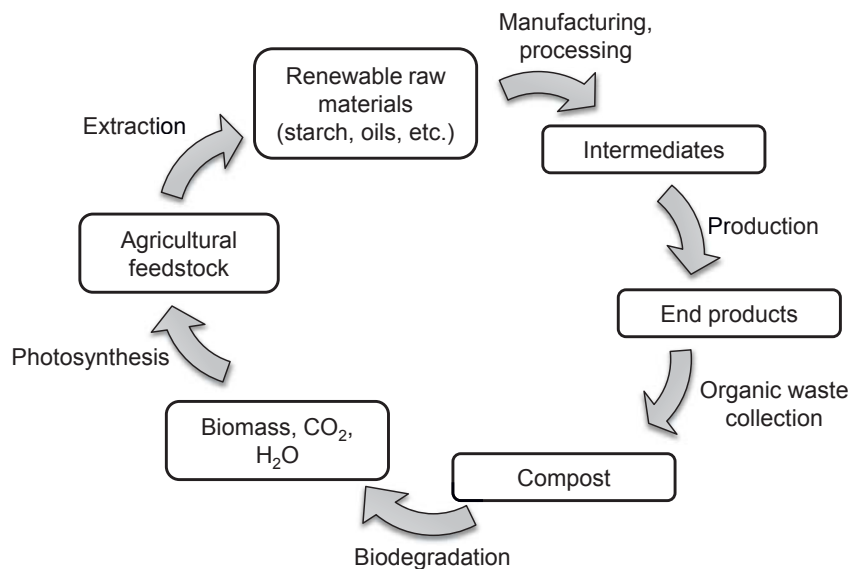 Manufacturing,
processing
Renewable raw
materials
(starch, oils, etc.)
Extraction
Intermediates
Production
Agricultural
feedstock
End products
Photosynthesis
Organic waste
collection
Biomass, CO₂,
H₂O
Compost
Biodegradation